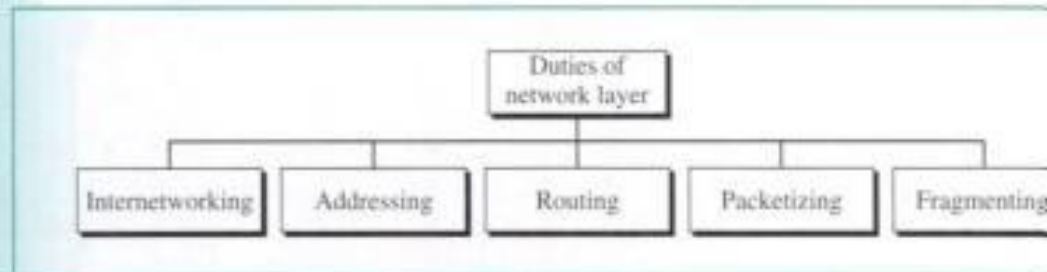 Duties of
network layer
Internetworking
Addressing
Routing
Packetizing
Fragmenting